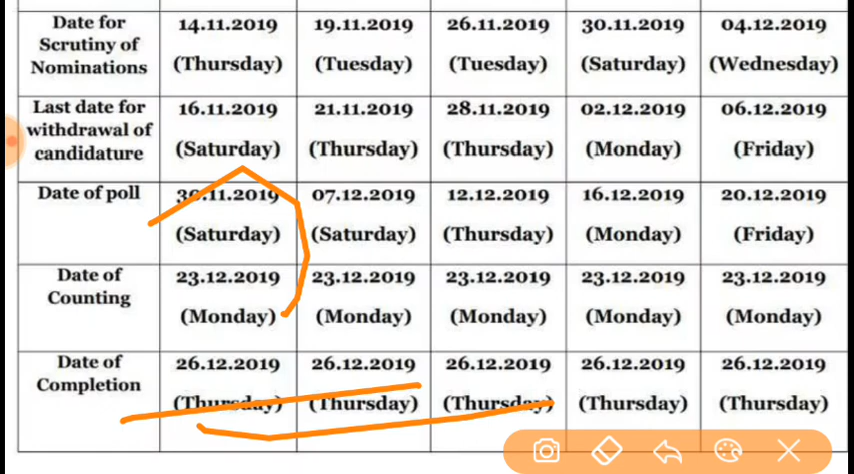 Date for Scrutiny of Nominations | 14.11.2019 (Thursday) | 19.11.2019 (Tuesday) | 26.11.2019 (Tuesday) | 30.11.2019 (Saturday) | 04.12.2019 (Wednesday)
Last date for withdrawal of candidature | 16.11.2019 (Saturday) | 21.11.2019 (Thursday) | 28.11.2019 (Thursday) | 02.12.2019 (Monday) | 06.12.2019 (Friday)
Date of poll | 30.11.2019 (Saturday) | 07.12.2019 (Saturday) | 12.12.2019 (Thursday) | 16.12.2019 (Monday) | 20.12.2019 (Friday)
Date of Counting | 23.12.2019 (Monday) | 23.12.2019 (Monday) | 23.12.2019 (Monday) | 23.12.2019 (Monday) | 23.12.2019 (Monday)
Date of Completion | 26.12.2019 (Thursday) | 26.12.2019 (Thursday) | 26.12.2019 (Thursday) | 26.12.2019 (Thursday) | 26.12.2019 (Thursday)